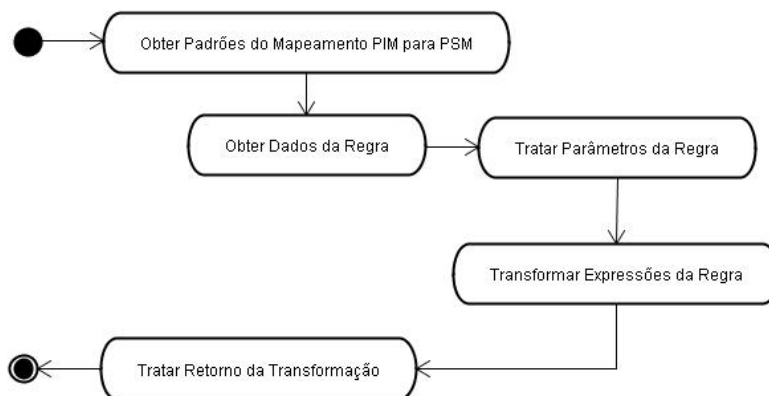 Obter Padrões do Mapeamento PIM para PSM
Obter Dados da Regra
Tratar Parâmetros da Regra
Transformar Expressões da Regra
Tratar Retorno da Transformação